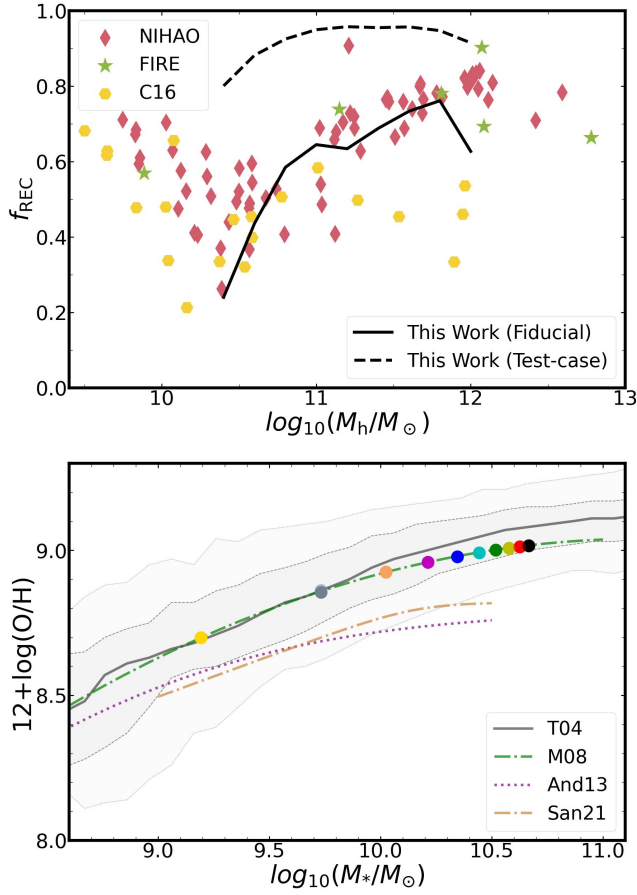 1.0
0.8
0.6
0.4
0.2
0.0
f_REC
NIHAO
FIRE
C16
This Work (Fiducial)
This Work (Test-case)
10 11 12 13
log₁₀(M_h/M_⊙)
9.0
8.5
8.0
12+log(O/H)
T04
M08
And13
San21
9.0 9.5 10.0 10.5 11.0
log₁₀(M_*/M_⊙)